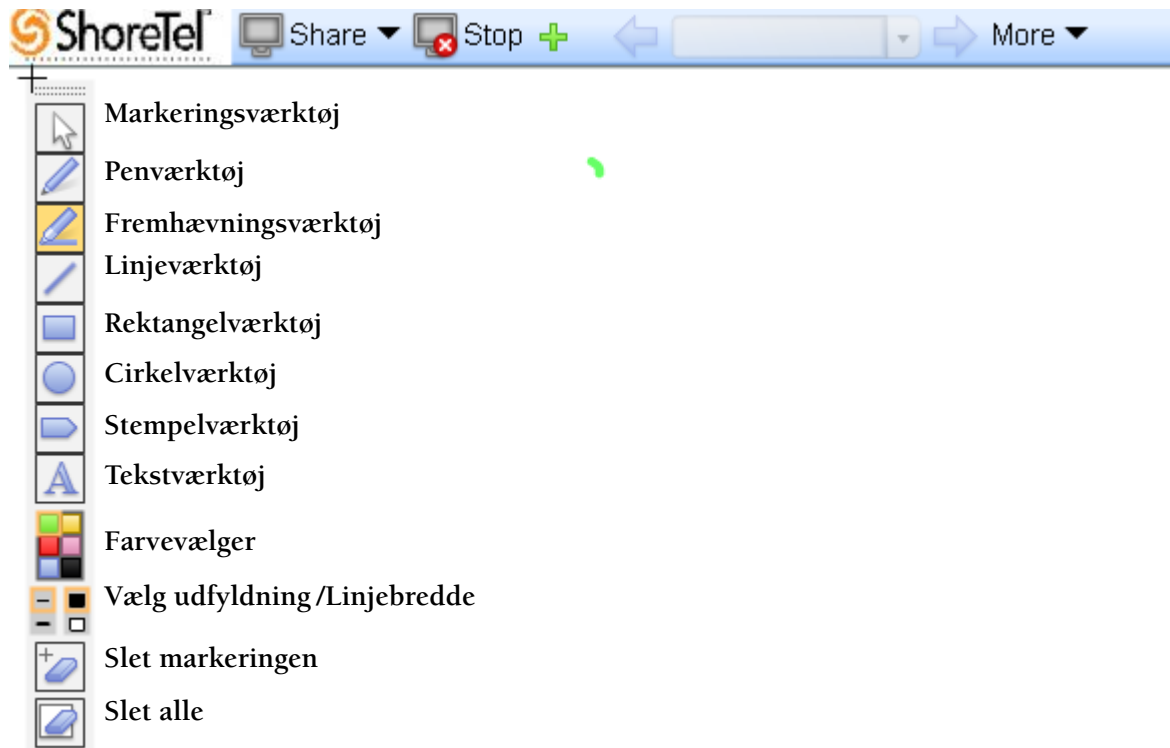 ShoreTel Share Stop More
Markeringsværktøj
Penværktøj
Fremhævningsværktøj
Linjeværktøj
Rektangelværktøj
Cirkelværktøj
Stempelværktøj
Tekstværktøj
Farvevælger
Vælg udfyldning /Linjebredde
Slet markeringen
Slet alle